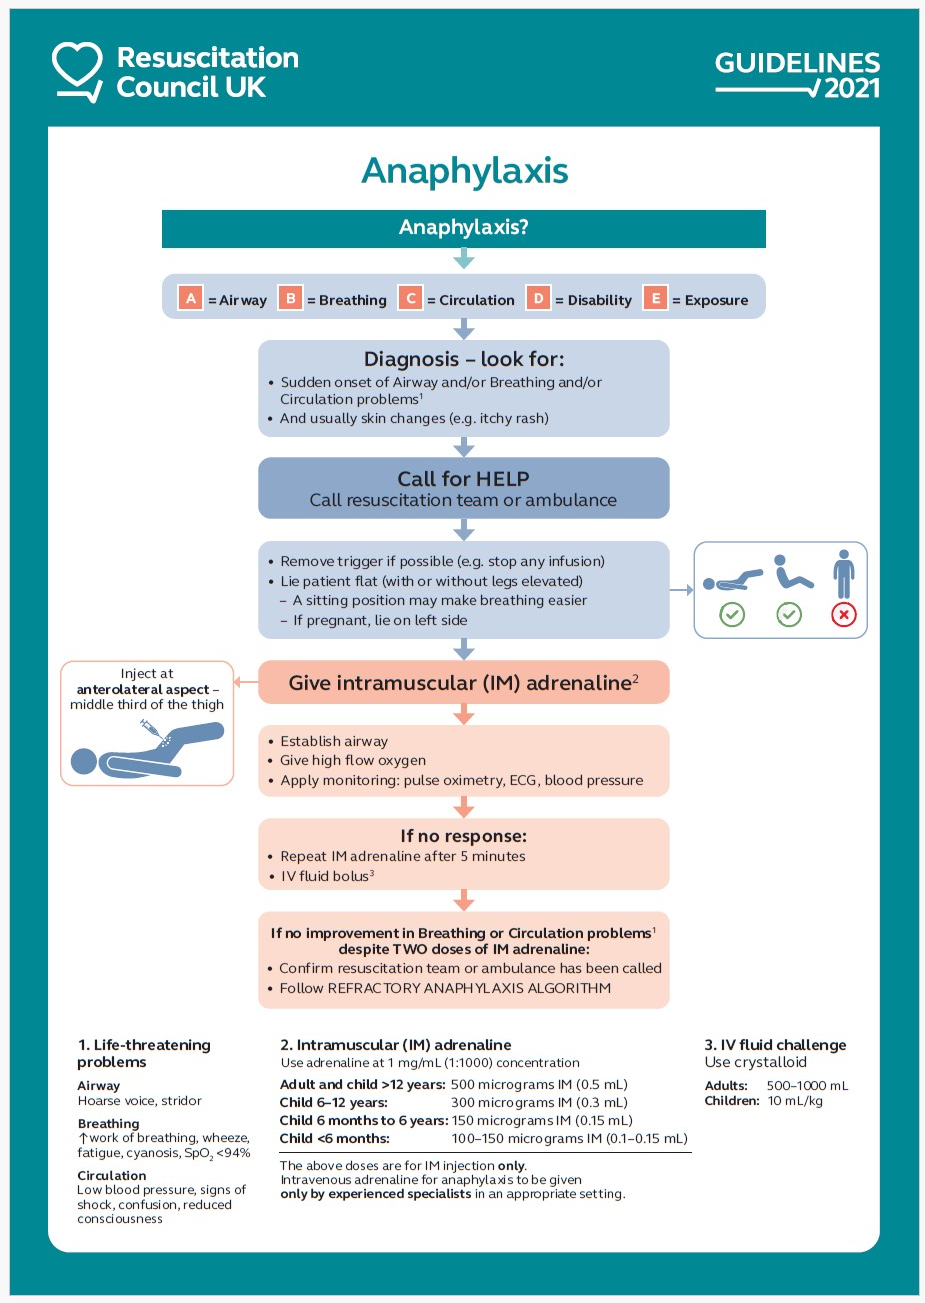 Resuscitation
Council UK
GUIDELINES
2021
Anaphylaxis
Anaphylaxis?
A = Airway B = Breathing C = Circulation D = Disability E = Exposure
Diagnosis – look for:
• Sudden onset of Airway and/or Breathing and/or
Circulation problems¹
• And usually skin changes (e.g. itchy rash)
Call for HELP
Call resuscitation team or ambulance
• Remove trigger if possible (e.g. stop any infusion)
• Lie patient flat (with or without legs elevated)
– A sitting position may make breathing easier
– If pregnant, lie on left side
Give intramuscular (IM) adrenaline²
Inject at
anterolateral aspect –
middle third of the thigh
• Establish airway
• Give high flow oxygen
• Apply monitoring: pulse oximetry, ECG, blood pressure
If no response:
• Repeat IM adrenaline after 5 minutes
• IV fluid bolus³
If no improvement in Breathing or Circulation problems¹
despite TWO doses of IM adrenaline:
• Confirm resuscitation team or ambulance has been called
• Follow REFRACTORY ANAPHYLAXIS ALGORITHM
1. Life-threatening
problems
Airway
Hoarse voice, stridor
Breathing
↑work of breathing, wheeze,
fatigue, cyanosis, SpO₂ <94%
Circulation
Low blood pressure, signs of
shock, confusion, reduced
consciousness
2. Intramuscular (IM) adrenaline
Use adrenaline at 1 mg/mL (1:1000) concentration
Adult and child >12 years: 500 micrograms IM (0.5 mL)
Child 6–12 years: 300 micrograms IM (0.3 mL)
Child 6 months to 6 years: 150 micrograms IM (0.15 mL)
Child <6 months: 100–150 micrograms IM (0.1–0.15 mL)
The above doses are for IM injection only.
Intravenous adrenaline for anaphylaxis to be given
only by experienced specialists in an appropriate setting.
3. IV fluid challenge
Use crystalloid
Adults: 500–1000 mL
Children: 10 mL/kg